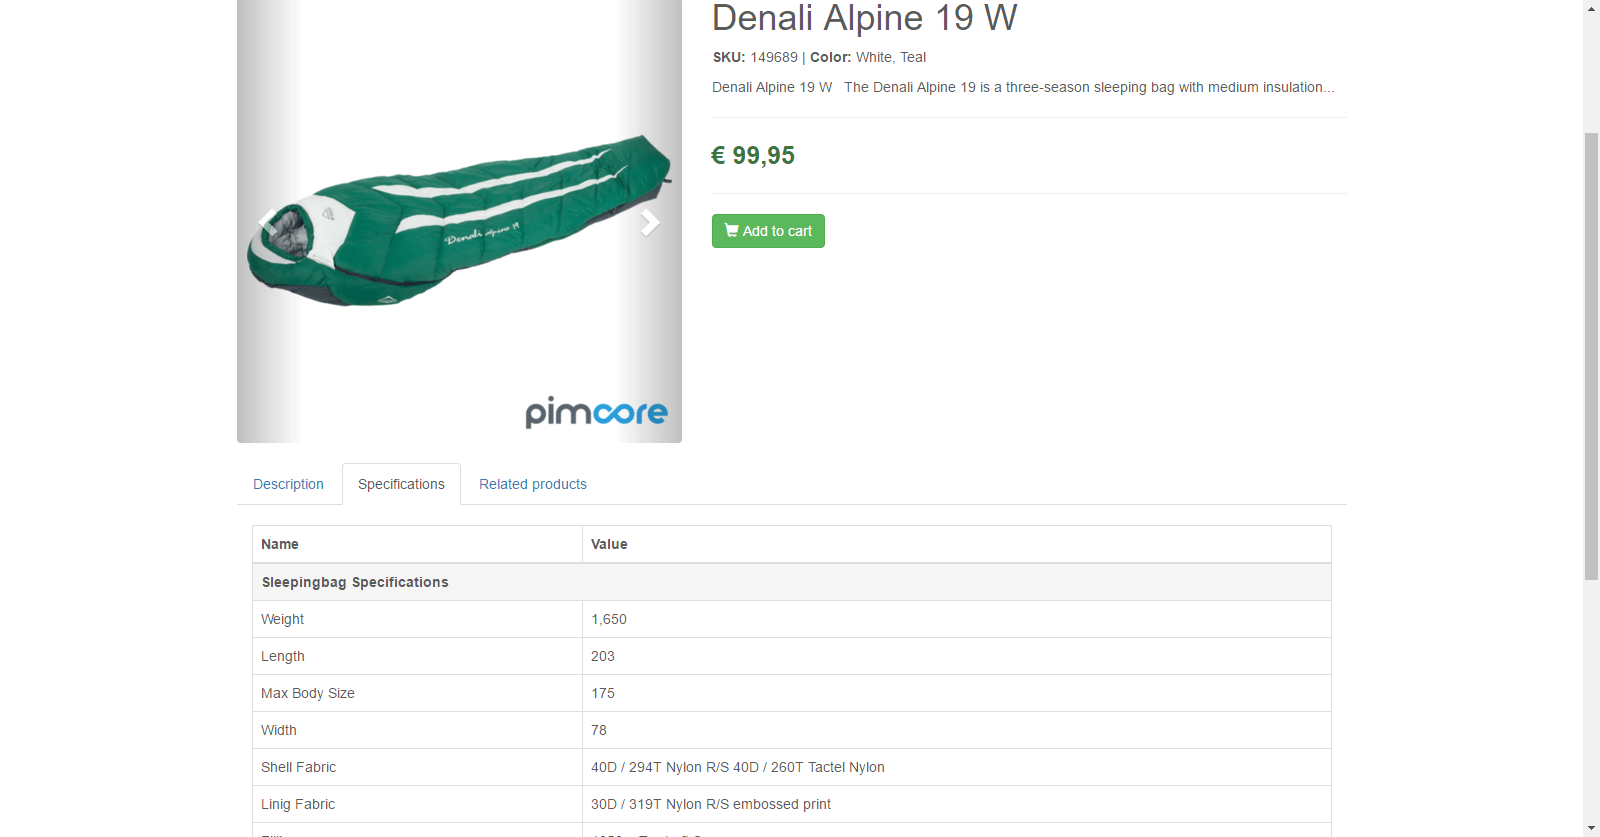 Denali Alpine 19 W
SKU: 149689 | Color: White, Teal
Denali Alpine 19 W The Denali Alpine 19 is a three-season sleeping bag with medium insulation...
€ 99,95
Add to cart
Denali alpine 19
pimcore
Description Specifications Related products
Name Value
Sleepingbag Specifications
Weight 1,650
Length 203
Max Body Size 175
Width 78
Shell Fabric 40D / 294T Nylon R/S 40D / 260T Tactel Nylon
Linig Fabric 30D / 319T Nylon R/S embossed print